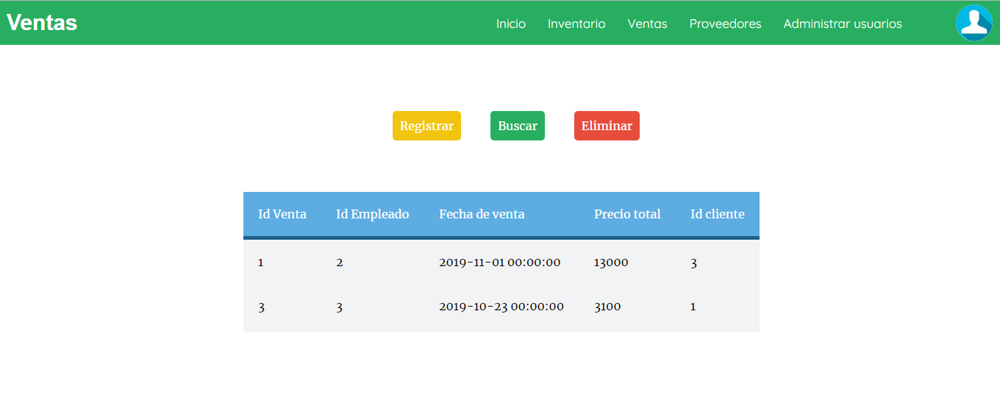 Ventas Inicio Inventario Ventas Proveedores Administrar usuarios
Registrar Buscar Eliminar
Id Venta Id Empleado Fecha de venta Precio total Id cliente
1 2 2019-11-01 00:00:00 13000 3
3 3 2019-10-23 00:00:00 3100 1